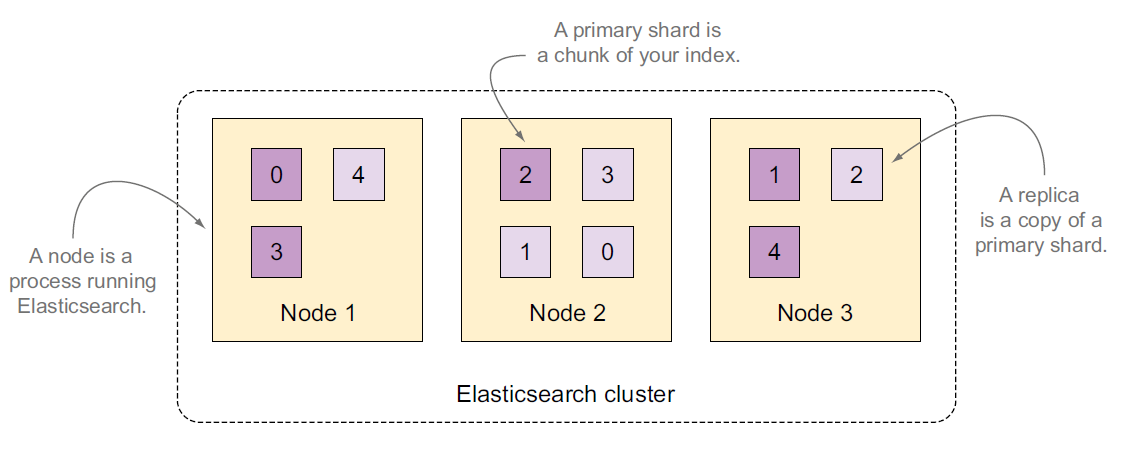 A primary shard is
a chunk of your index.
0 4
3
Node 1
2 3
1 0
Node 2
1 2
4
Node 3
A node is a
process running
Elasticsearch.
A replica
is a copy of a
primary shard.
Elasticsearch cluster